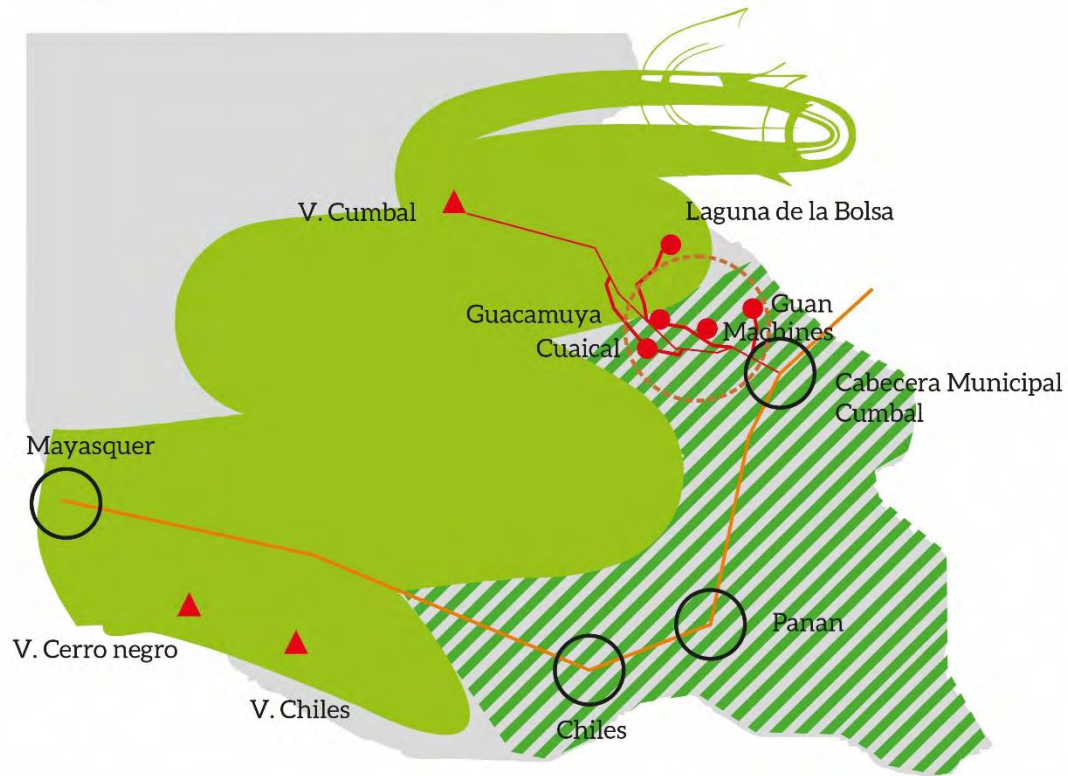 V. Cumbal
Laguna de la Bolsa
Guacamuya
Guan
Machines
Cuaical
Cabecera Municipal
Cumbal
Mayasquer
V. Cerro negro
Panan
V. Chiles
Chiles